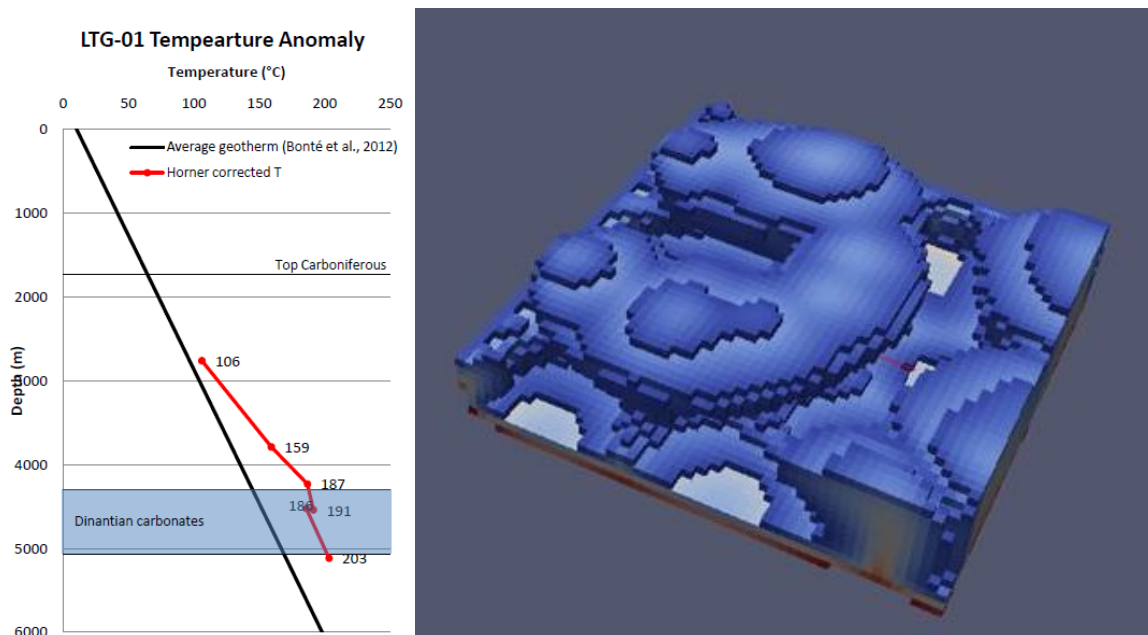 LTG-01 Tempearture Anomaly
Temperature (°C)
0 50 100 150 200 250
0
Average geotherm (Bonté et al., 2012)
Horner corrected T
1000
Top Carboniferous
2000
Depth (m)
106
3000
159
4000
187
186
191
Dinantian carbonates
5000
203
6000